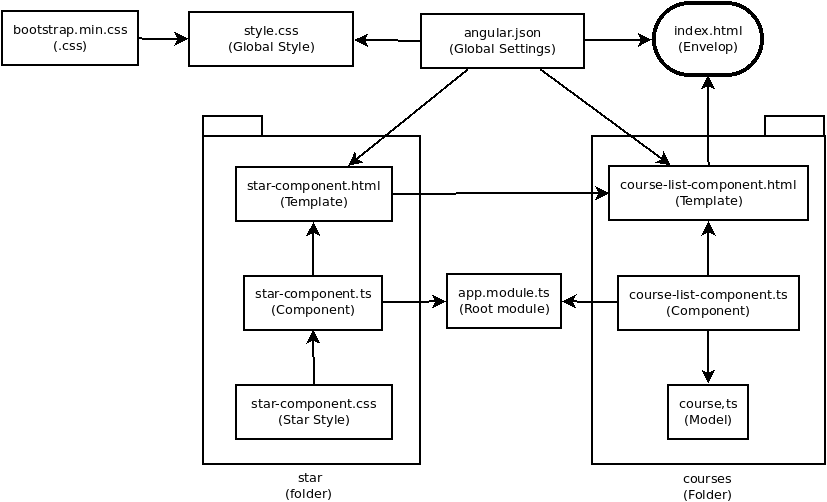 bootstrap.min.css
(.css)
style.css
(Global Style)
angular.json
(Global Settings)
index.html
(Envelop)
star-component.html
(Template)
course-list-component.html
(Template)
star-component.ts
(Component)
app.module.ts
(Root module)
course-list-component.ts
(Component)
star-component.css
(Star Style)
course,ts
(Model)
star
(folder)
courses
(Folder)